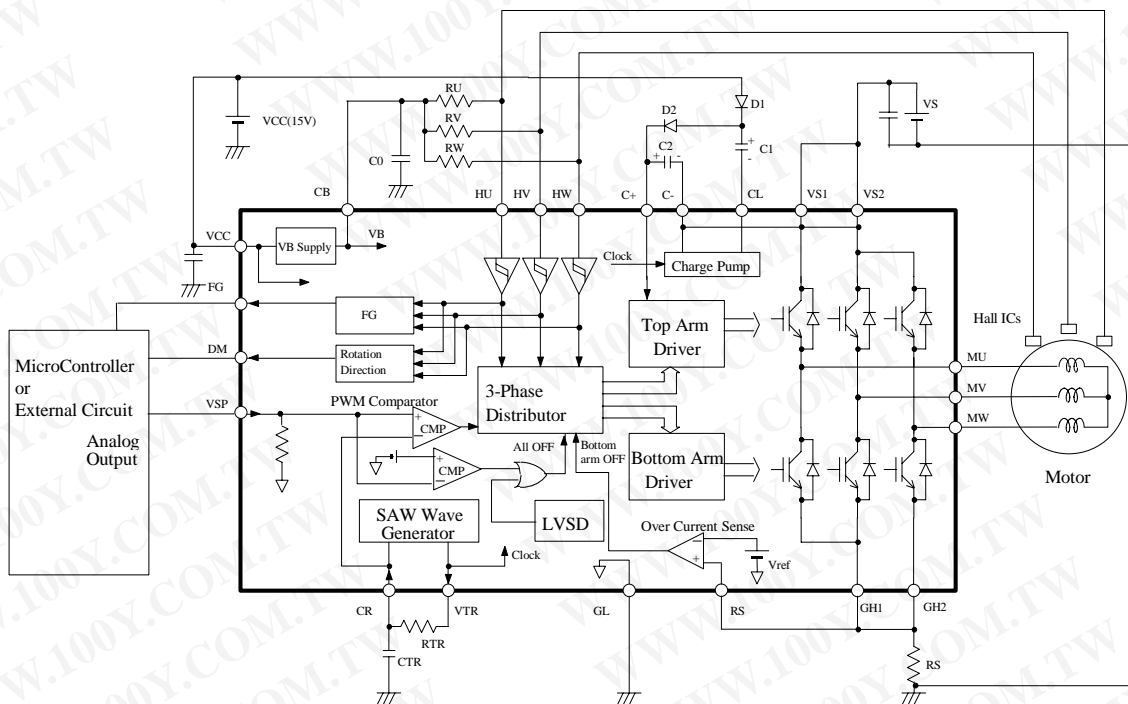 RU
VCC(15V)
RV
RW
C0
D2
D1
C2
C1
+
-
+
-
VS
CB
HU
HV
HW
C+
C-
CL
VS1
VS2
VCC
VB Supply
VB
Clock
Charge Pump
FG
FG
Top Arm
Driver
Hall ICs
MicroController
or
External Circuit
Analog
Output
DM
Rotation
Direction
MU
MV
MW
3-Phase
Distributor
VSP
PWM Comparator
+
CMP
-
All OFF
Bottom
arm OFF
+
CMP
-
Bottom Arm
Driver
Motor
SAW Wave
Generator
LVSD
Over Current Sense
Clock
-
+
Vref
CR
VTR
GL
RS
GH1
GH2
RTR
CTR
RS
WWW.100Y.COM.TW